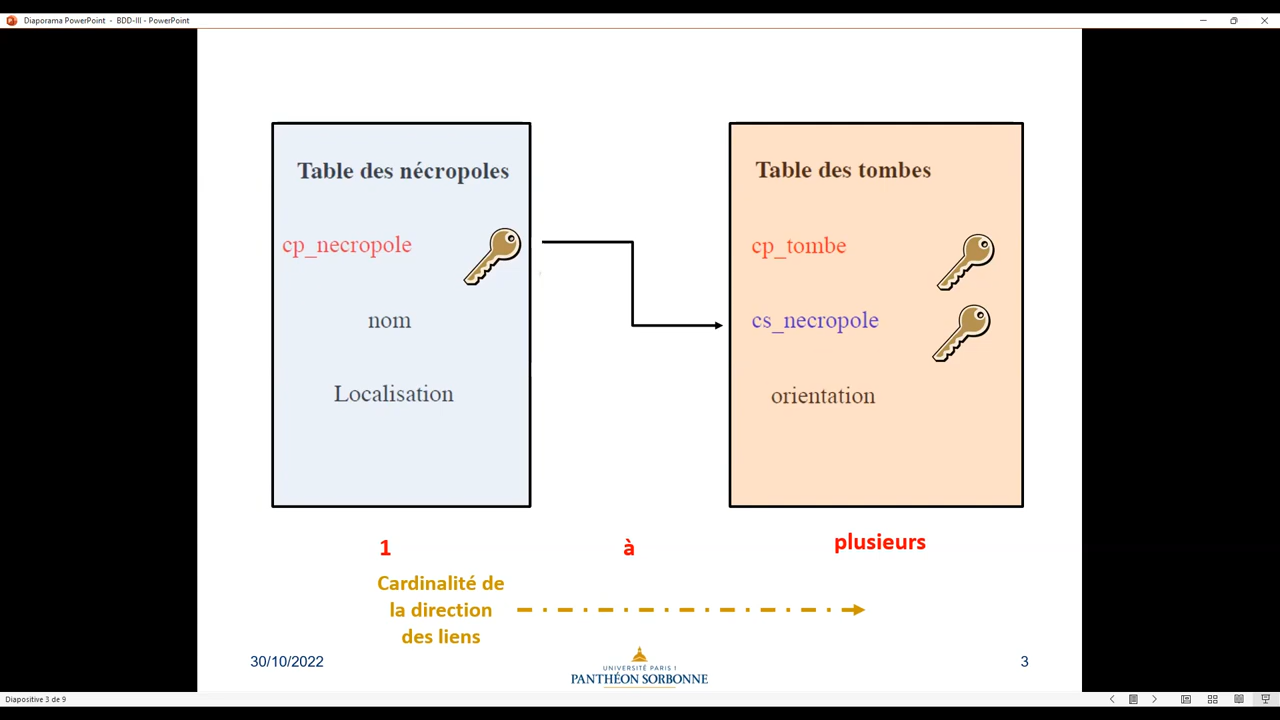 Diaporama PowerPoint - BDD-III - PowerPoint
Table des nécropoles
cp_necropole
nom
Localisation
Table des tombes
cp_tombe
cs_necropole
orientation
1 à plusieurs
Cardinalité de
la direction
des liens
30/10/2022
UNIVERSITÉ PARIS 1
PANTHÉON SORBONNE
3
Diapositive 3 de 9